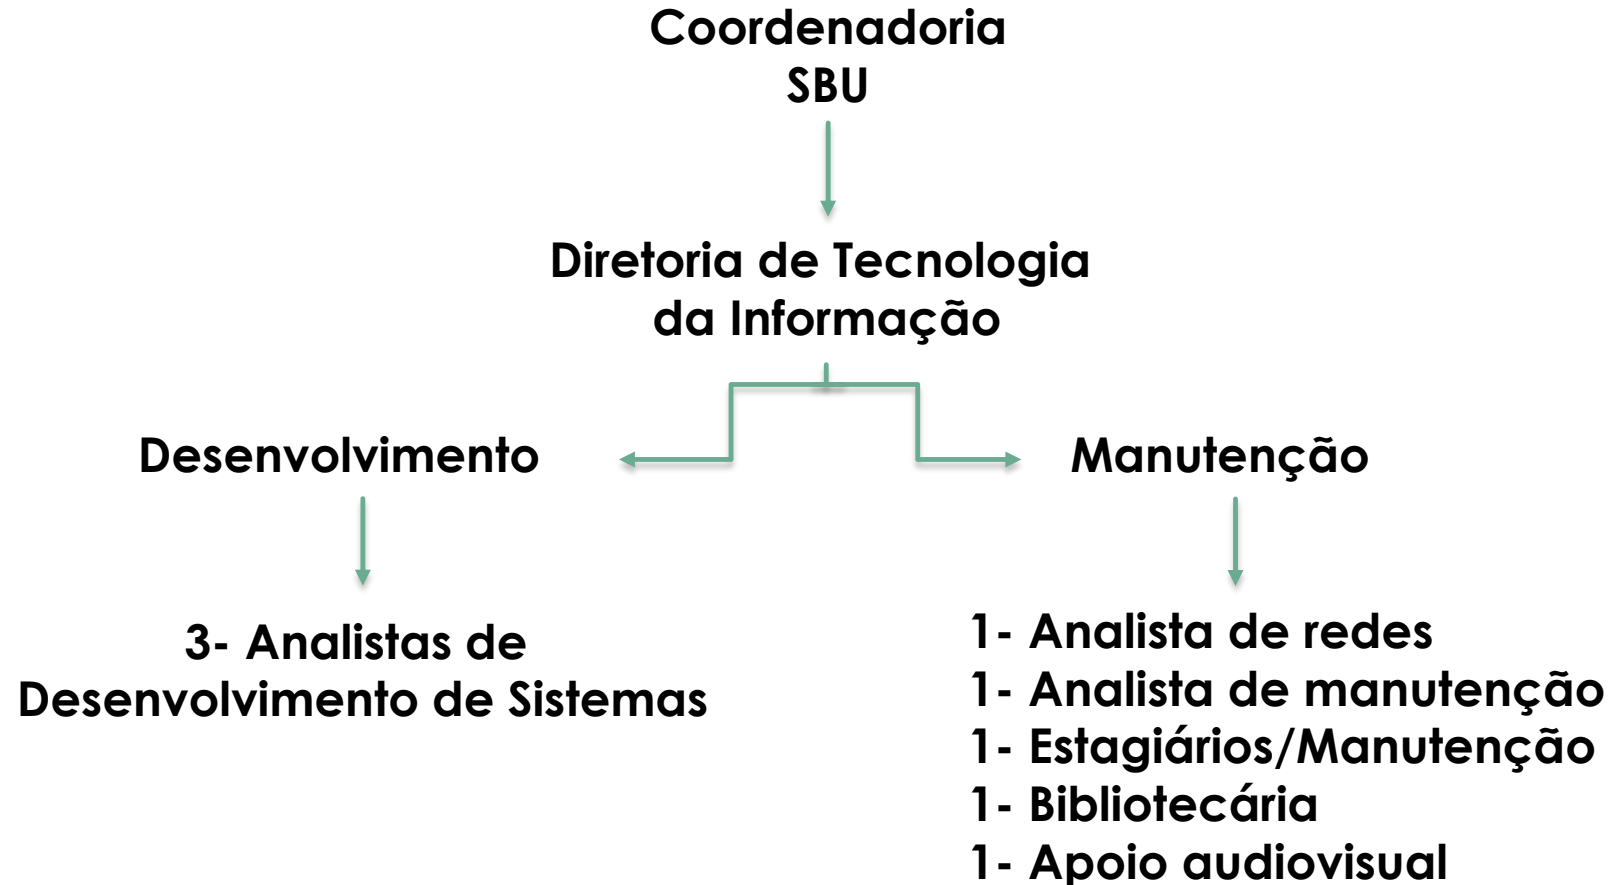 Coordenadoria
SBU
Diretoria de Tecnologia
da Informação
Desenvolvimento
Manutenção
3- Analistas de
Desenvolvimento de Sistemas
1- Analista de redes
1- Analista de manutenção
1- Estagiários/Manutenção
1- Bibliotecária
1- Apoio audiovisual